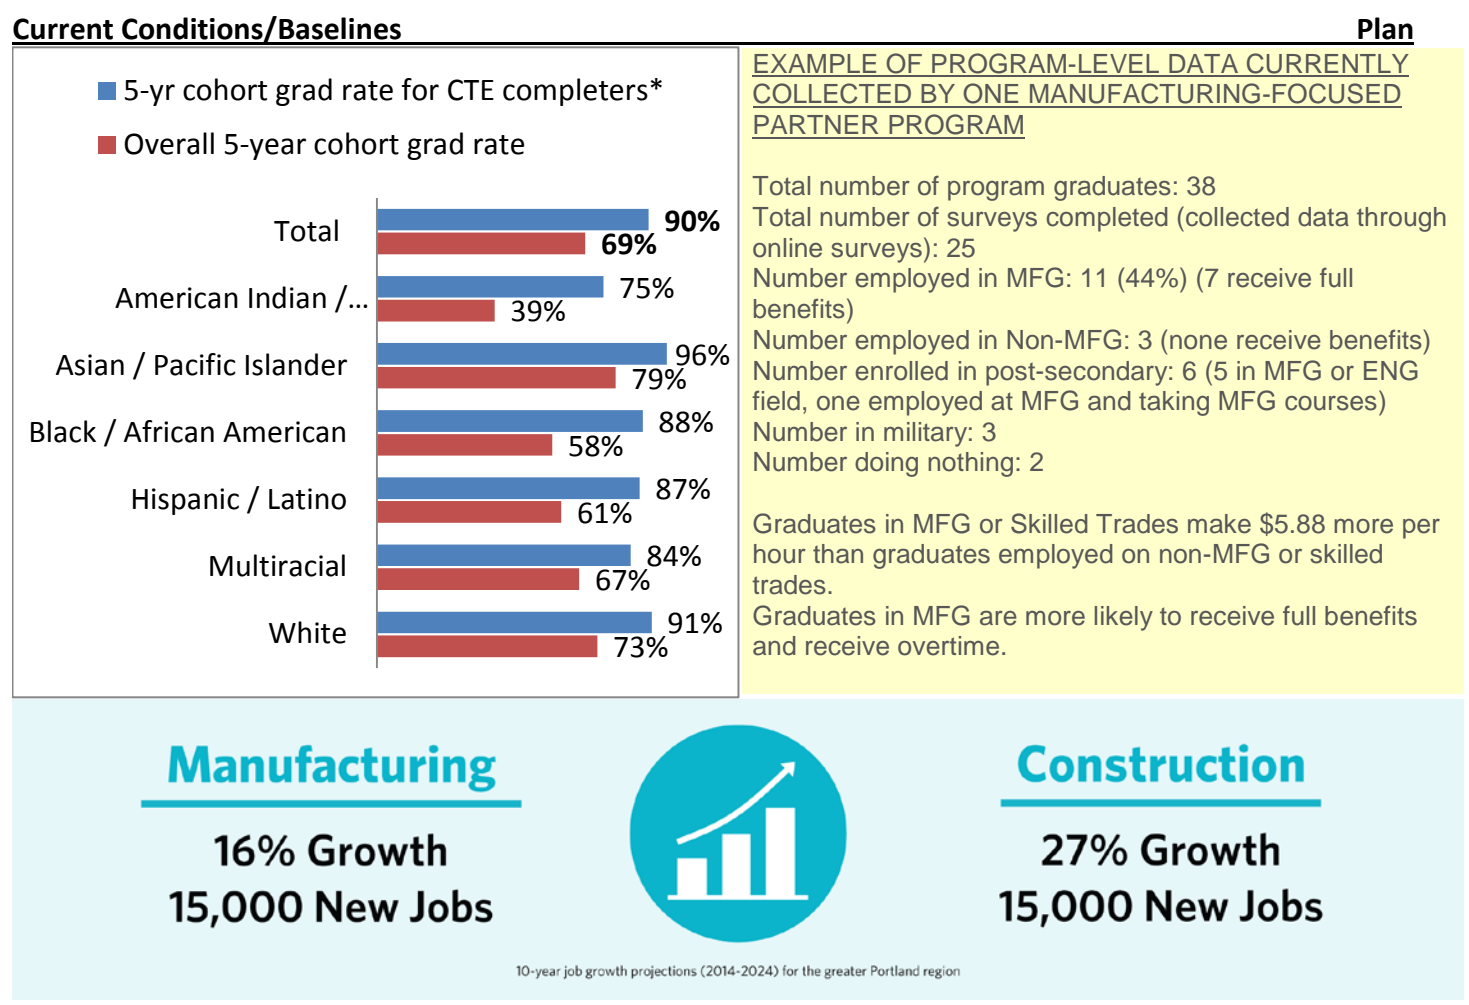 Current Conditions/Baselines
Plan
5-yr cohort grad rate for CTE completers*
Overall 5-year cohort grad rate
Total
90%
69%
American Indian /...
75%
39%
Asian / Pacific Islander
96%
79%
Black / African American
88%
58%
Hispanic / Latino
87%
61%
Multiracial
84%
67%
White
91%
73%
EXAMPLE OF PROGRAM-LEVEL DATA CURRENTLY
COLLECTED BY ONE MANUFACTURING-FOCUSED
PARTNER PROGRAM
Total number of program graduates: 38
Total number of surveys completed (collected data through
online surveys): 25
Number employed in MFG: 11 (44%) (7 receive full
benefits)
Number employed in Non-MFG: 3 (none receive benefits)
Number enrolled in post-secondary: 6 (5 in MFG or ENG
field, one employed at MFG and taking MFG courses)
Number in military: 3
Number doing nothing: 2
Graduates in MFG or Skilled Trades make $5.88 more per
hour than graduates employed on non-MFG or skilled
trades.
Graduates in MFG are more likely to receive full benefits
and receive overtime.
Manufacturing
16% Growth
15,000 New Jobs
Construction
27% Growth
15,000 New Jobs
10-year job growth projections (2014-2024) for the greater Portland region